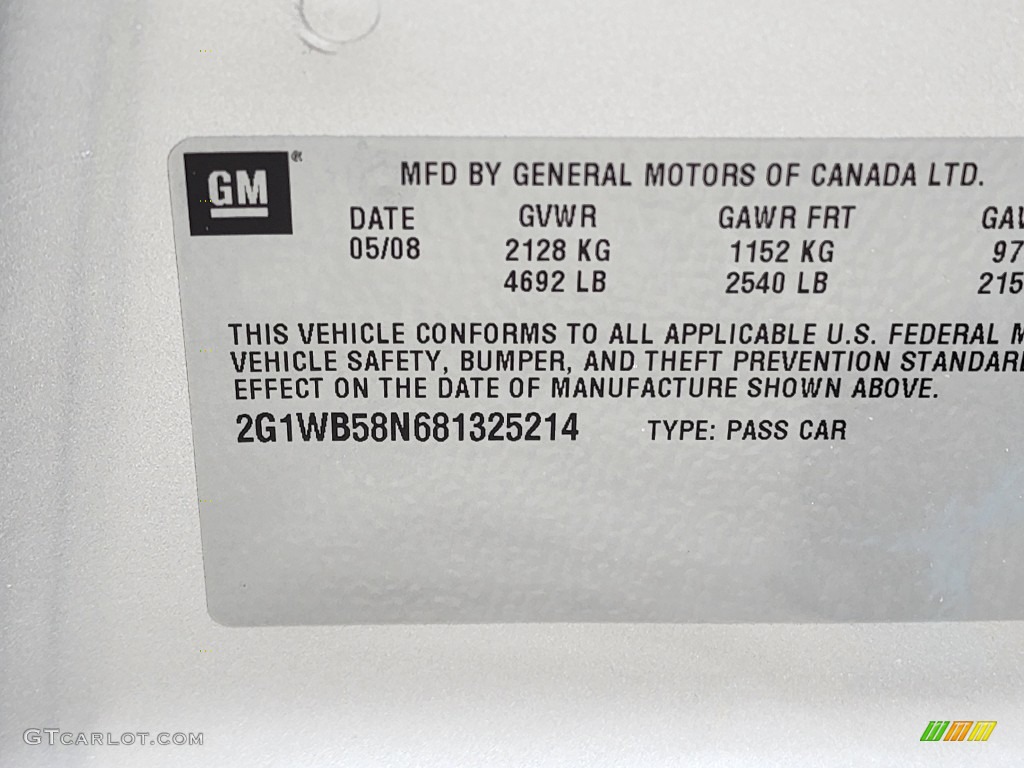 GM® MFD BY GENERAL MOTORS OF CANADA LTD.
DATE GVWR GAWR FRT
05/08 2128 KG 1152 KG
4692 LB 2540 LB
THIS VEHICLE CONFORMS TO ALL APPLICABLE U.S. FEDERAL
VEHICLE SAFETY, BUMPER, AND THEFT PREVENTION
EFFECT ON THE DATE OF MANUFACTURE SHOWN ABOVE.
2G1WB58N681325214 TYPE: PASS CAR
GTCARLOT.COM